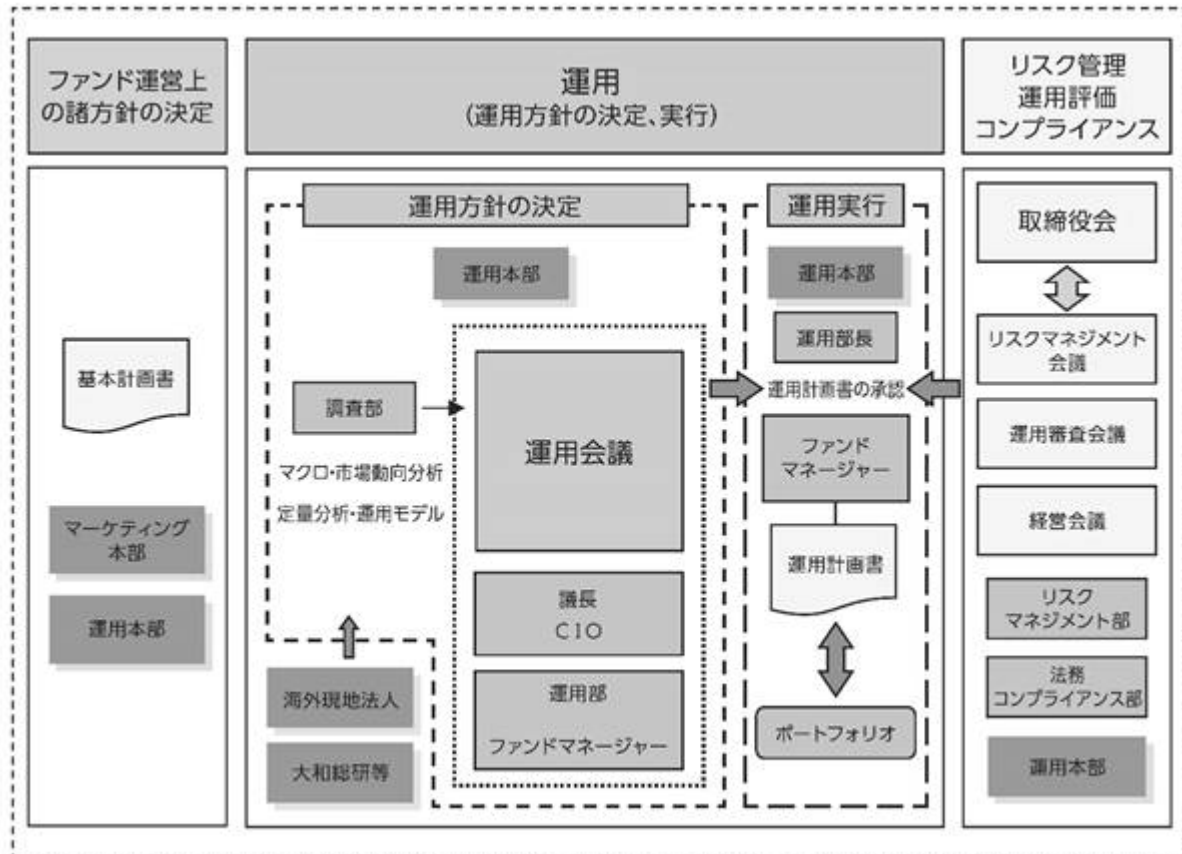 ファンド運営上
の諸方針の決定
運用
(運用方針の決定、実行)
リスク管理
運用評価
コンプライアンス
基本計画書
マーケティング
本部
運用本部
運用方針の決定
運用本部
調査部
マクロ・市場動向分析
定量分析・運用モデル
海外現地法人
大和総研等
運用会議
議長
CIO
運用部
ファンドマネージャー
運用実行
運用本部
運用部長
運用計画書の承認
ファンド
マネージャー
運用計画書
ポートフォリオ
取締役会
リスクマネジメント
会議
運用審査会議
経営会議
リスク
マネジメント部
法務
コンプライアンス部
運用本部